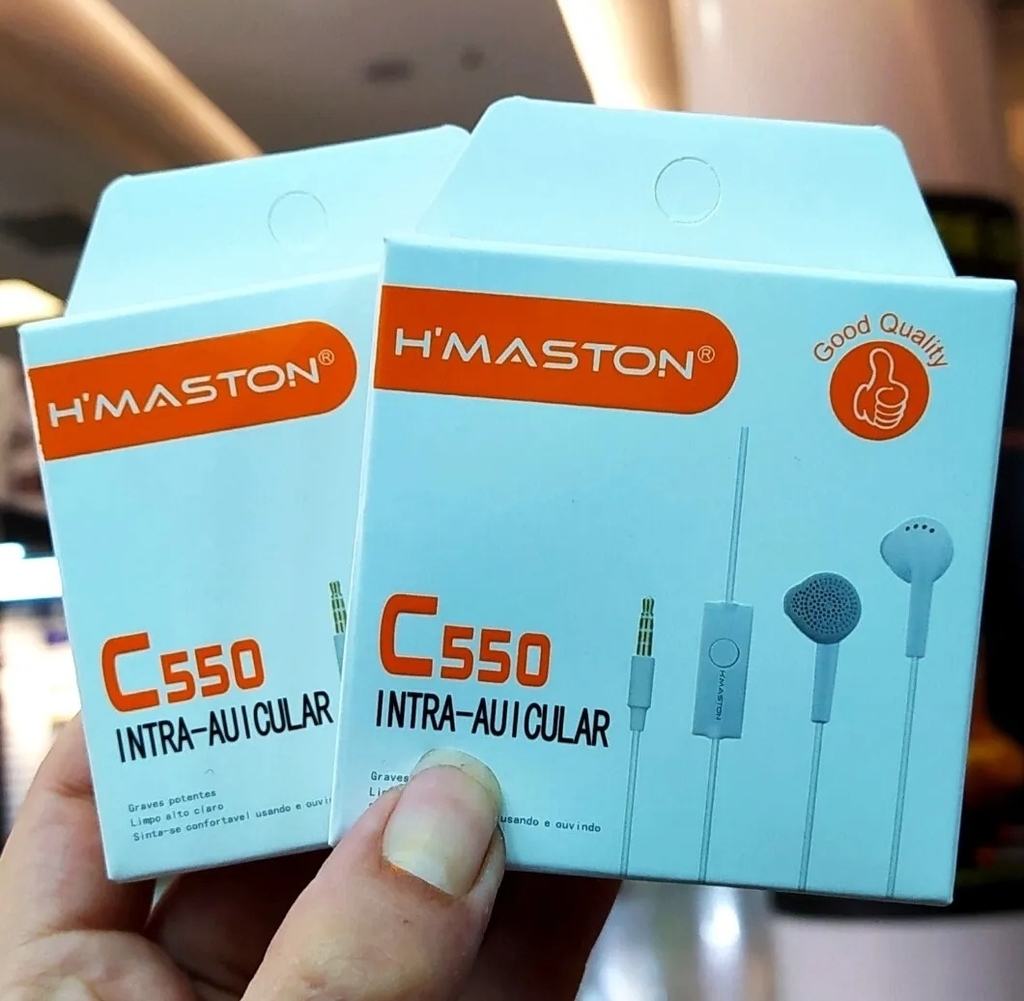 H'MASTON®
C550
INTRA-AUICULAR
Graves potentes
Limpo alto claro
Sinta-se confortavel usando e
H'MASTON®
Good Quality
H'MASTON
C550
INTRA-AUICULAR
Graves
usando e ouvindo